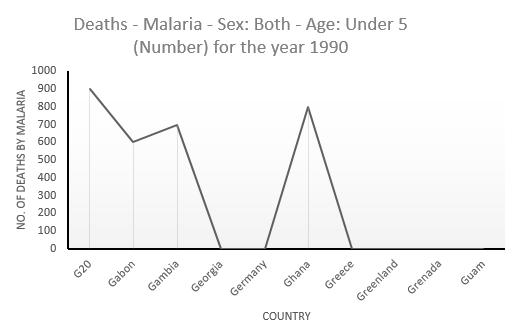 Deaths - Malaria - Sex: Both - Age: Under 5
(Number) for the year 1990
NO. OF DEATHS BY MALARIA
1000
900
800
700
600
500
400
300
200
100
0
G20
Gabon
Gambia
Georgia
Germany
Ghana
Greece
Greenland
Grenada
Guam
COUNTRY